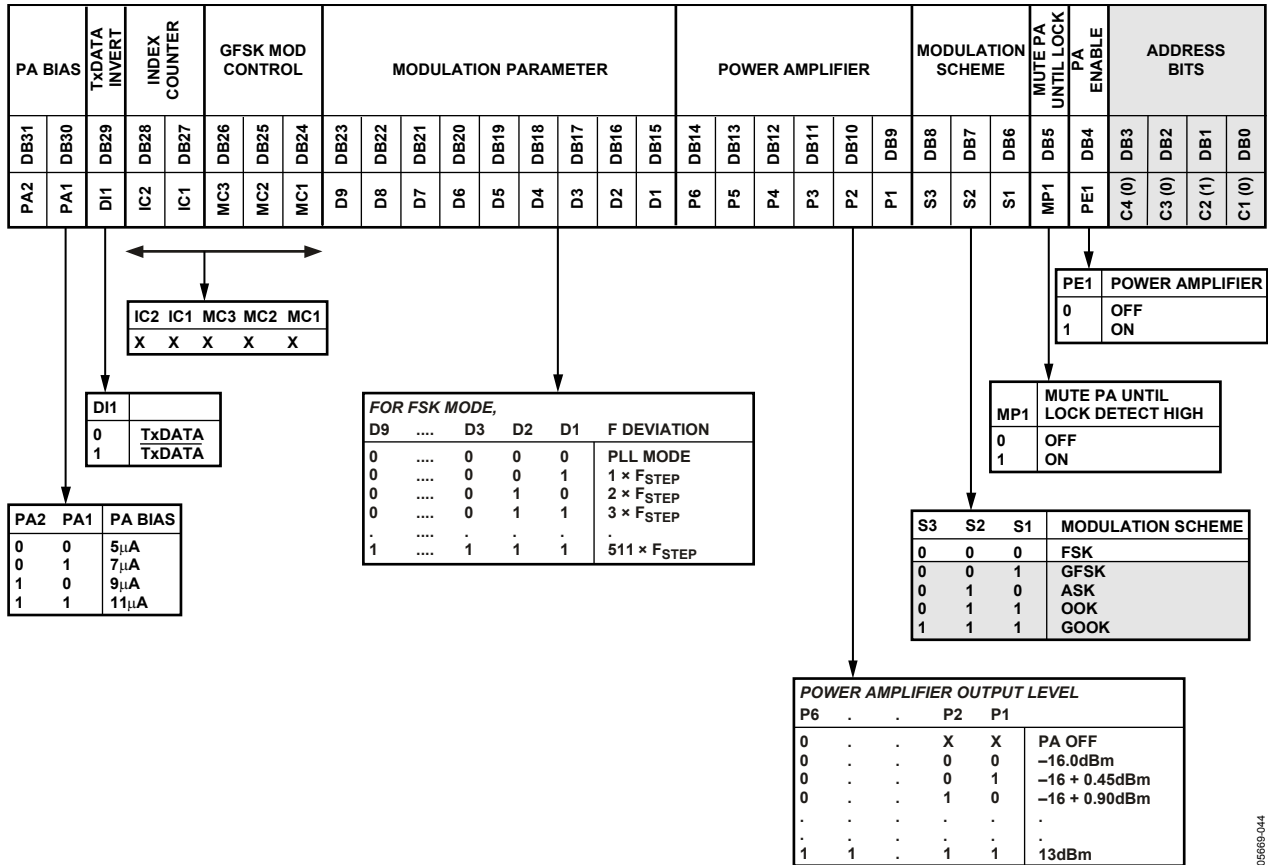 PA BIAS
TxDATA INVERT
INDEX COUNTER
GFSK MOD CONTROL
MODULATION PARAMETER
POWER AMPLIFIER
MODULATION SCHEME
MUTE PA UNTIL LOCK
PA ENABLE
ADDRESS BITS
DB31 DB30 DB29 DB28 DB27 DB26 DB25 DB24 DB23 DB22 DB21 DB20 DB19 DB18 DB17 DB16 DB15 DB14 DB13 DB12 DB11 DB10 DB9 DB8 DB7 DB6 DB5 DB4 DB3 DB2 DB1 DB0
PA2 PA1 DI1 IC2 IC1 MC3 MC2 MC1 D9 D8 D7 D6 D5 D4 D3 D2 D1 P6 P5 P4 P3 P2 P1 S3 S2 S1 MP1 PE1 C4 (0) C3 (0) C2 (1) C1 (0)
PE1 POWER AMPLIFIER
0 OFF
1 ON
IC2 IC1 MC3 MC2 MC1
X X X X X
MP1 MUTE PA UNTIL
LOCK DETECT HIGH
0 OFF
1 ON
DI1
0 TxDATA
1 TxDATA
FOR FSK MODE,
D9 .... D3 D2 D1 F DEVIATION
0 .... 0 0 0 PLL MODE
0 .... 0 0 1 1 × FSTEP
0 .... 0 1 0 2 × FSTEP
0 .... 0 1 1 3 × FSTEP
. .... . . . .
1 .... 1 1 1 511 × FSTEP
PA2 PA1 PA BIAS
0 0 5μA
0 1 7μA
1 0 9μA
1 1 11μA
S3 S2 S1 MODULATION SCHEME
0 0 0 FSK
0 0 1 GFSK
0 1 0 ASK
0 1 1 OOK
1 1 1 GOOK
POWER AMPLIFIER OUTPUT LEVEL
P6 . . P2 P1
0 . . X X PA OFF
0 . . 0 0 –16.0dBm
0 . . 0 1 –16 + 0.45dBm
0 . . 1 0 –16 + 0.90dBm
. . . . . .
. . . . . .
1 1 . 1 1 13dBm
05669-044